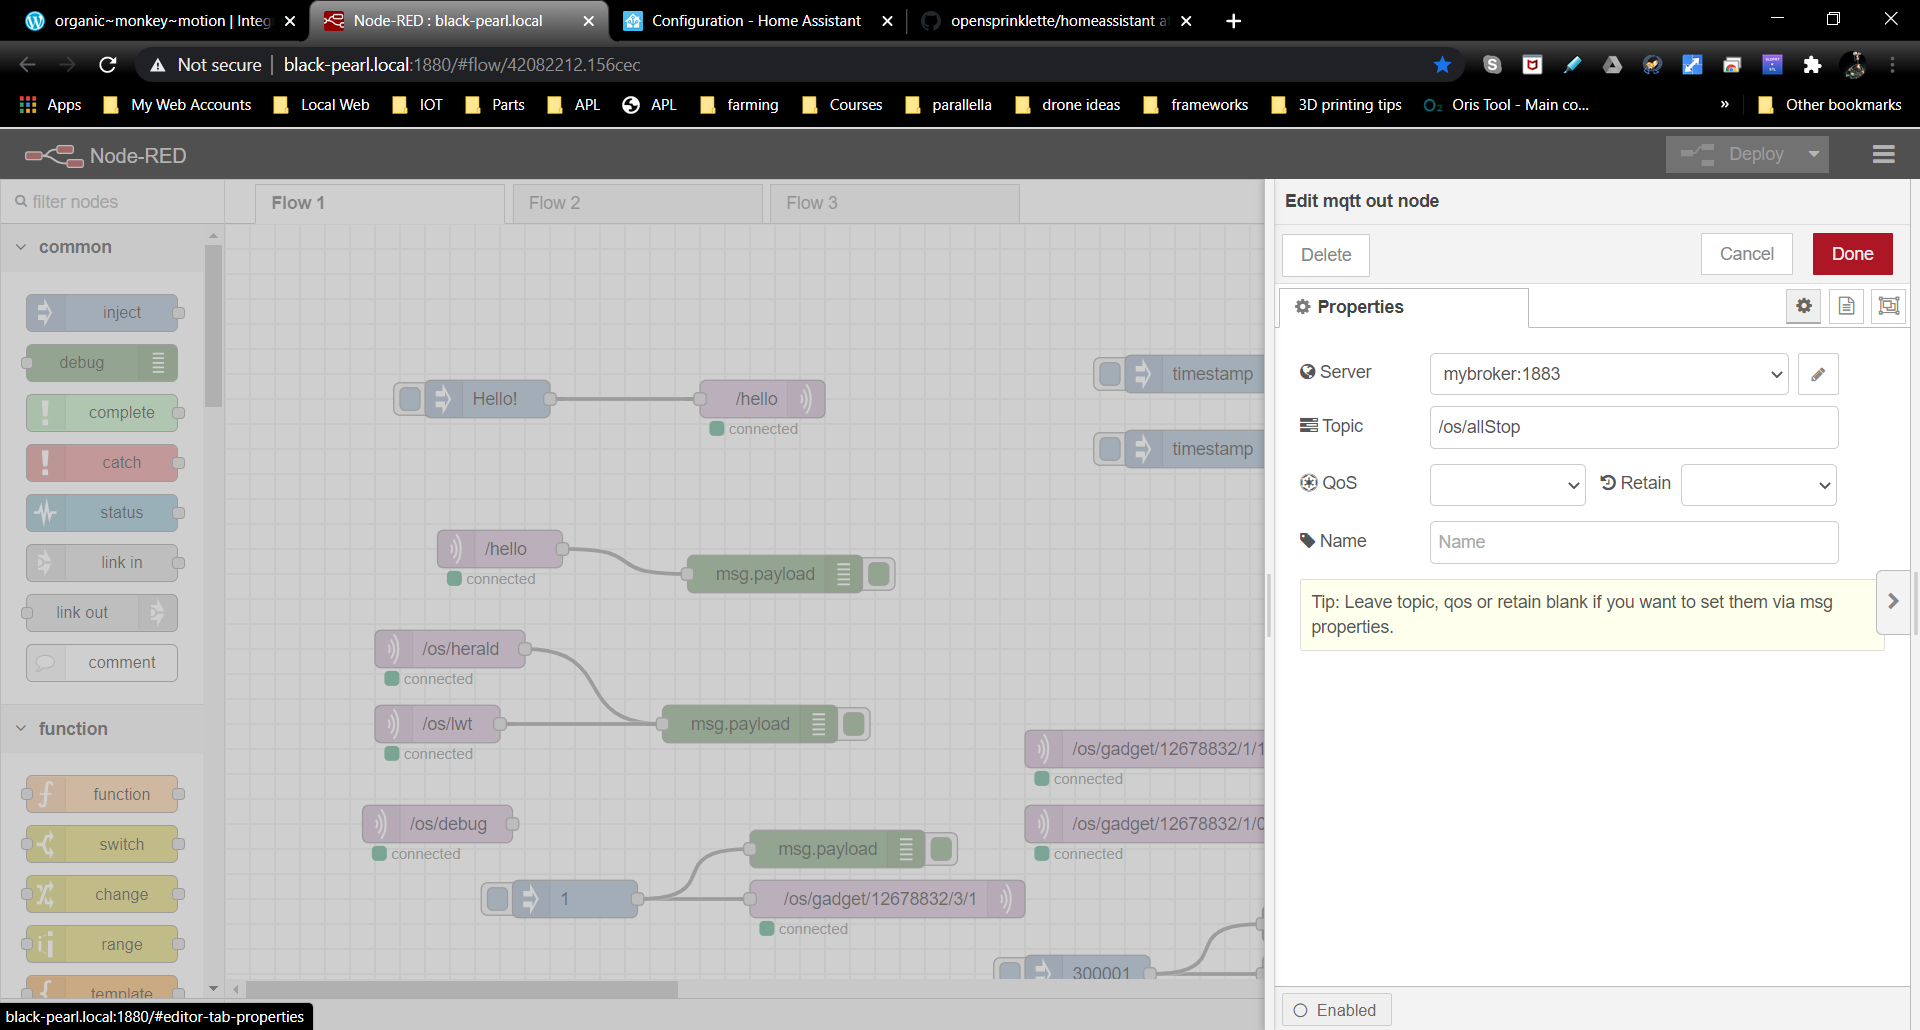 organic~monkey~motion | Integ
Node-RED : black-pearl.local
Configuration - Home Assistant
opensprinklette/homeassistant a
Not secure | black-pearl.local:1880/#flow/42082212.156cec
Apps My Web Accounts Local Web IOT Parts APL APL farming Courses parallella drone ideas frameworks 3D printing tips Oris Tool - Main co... » Other bookmarks
Node-RED
Deploy
filter nodes
Flow 1
Flow 2
Flow 3
common
inject
debug
complete
catch
status
link in
link out
comment
function
function
switch
change
range
template
Hello!
/hello
connected
timestamp
timestamp
/hello
connected
msg.payload
/os/herald
connected
/os/lwt
connected
msg.payload
/os/gadget/12678832/1/1
connected
/os/debug
connected
/os/gadget/12678832/1/0
connected
msg.payload
1
/os/gadget/12678832/3/1
connected
300001
Edit mqtt out node
Delete
Cancel
Done
Properties
Server
mybroker:1883
Topic
/os/allStop
QoS
Retain
Name
Name
Tip: Leave topic, qos or retain blank if you want to set them via msg
properties.
Enabled
black-pearl.local:1880/#editor-tab-properties